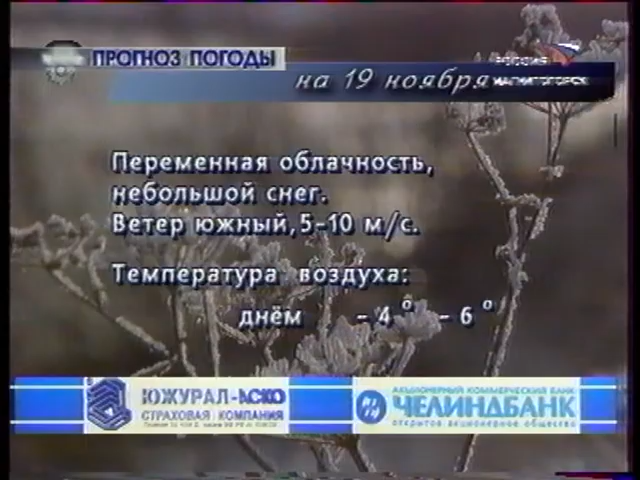 ПРОГНОЗ ПОГОДЫ
РОССИЯ
МАГНИТОГОРСК
на 19 ноября
Переменная облачность,
небольшой снег.
Ветер южный, 5-10 м/с.
Температура воздуха:
днём - 4° - 6°
ЮЖУРАЛ-АСКО
СТРАХОВАЯ КОМПАНИЯ
АКЦИОНЕРНЫЙ КОММЕРЧЕСКИЙ БАНК
ЧЕЛИНДБАНК
открытое акционерное общество